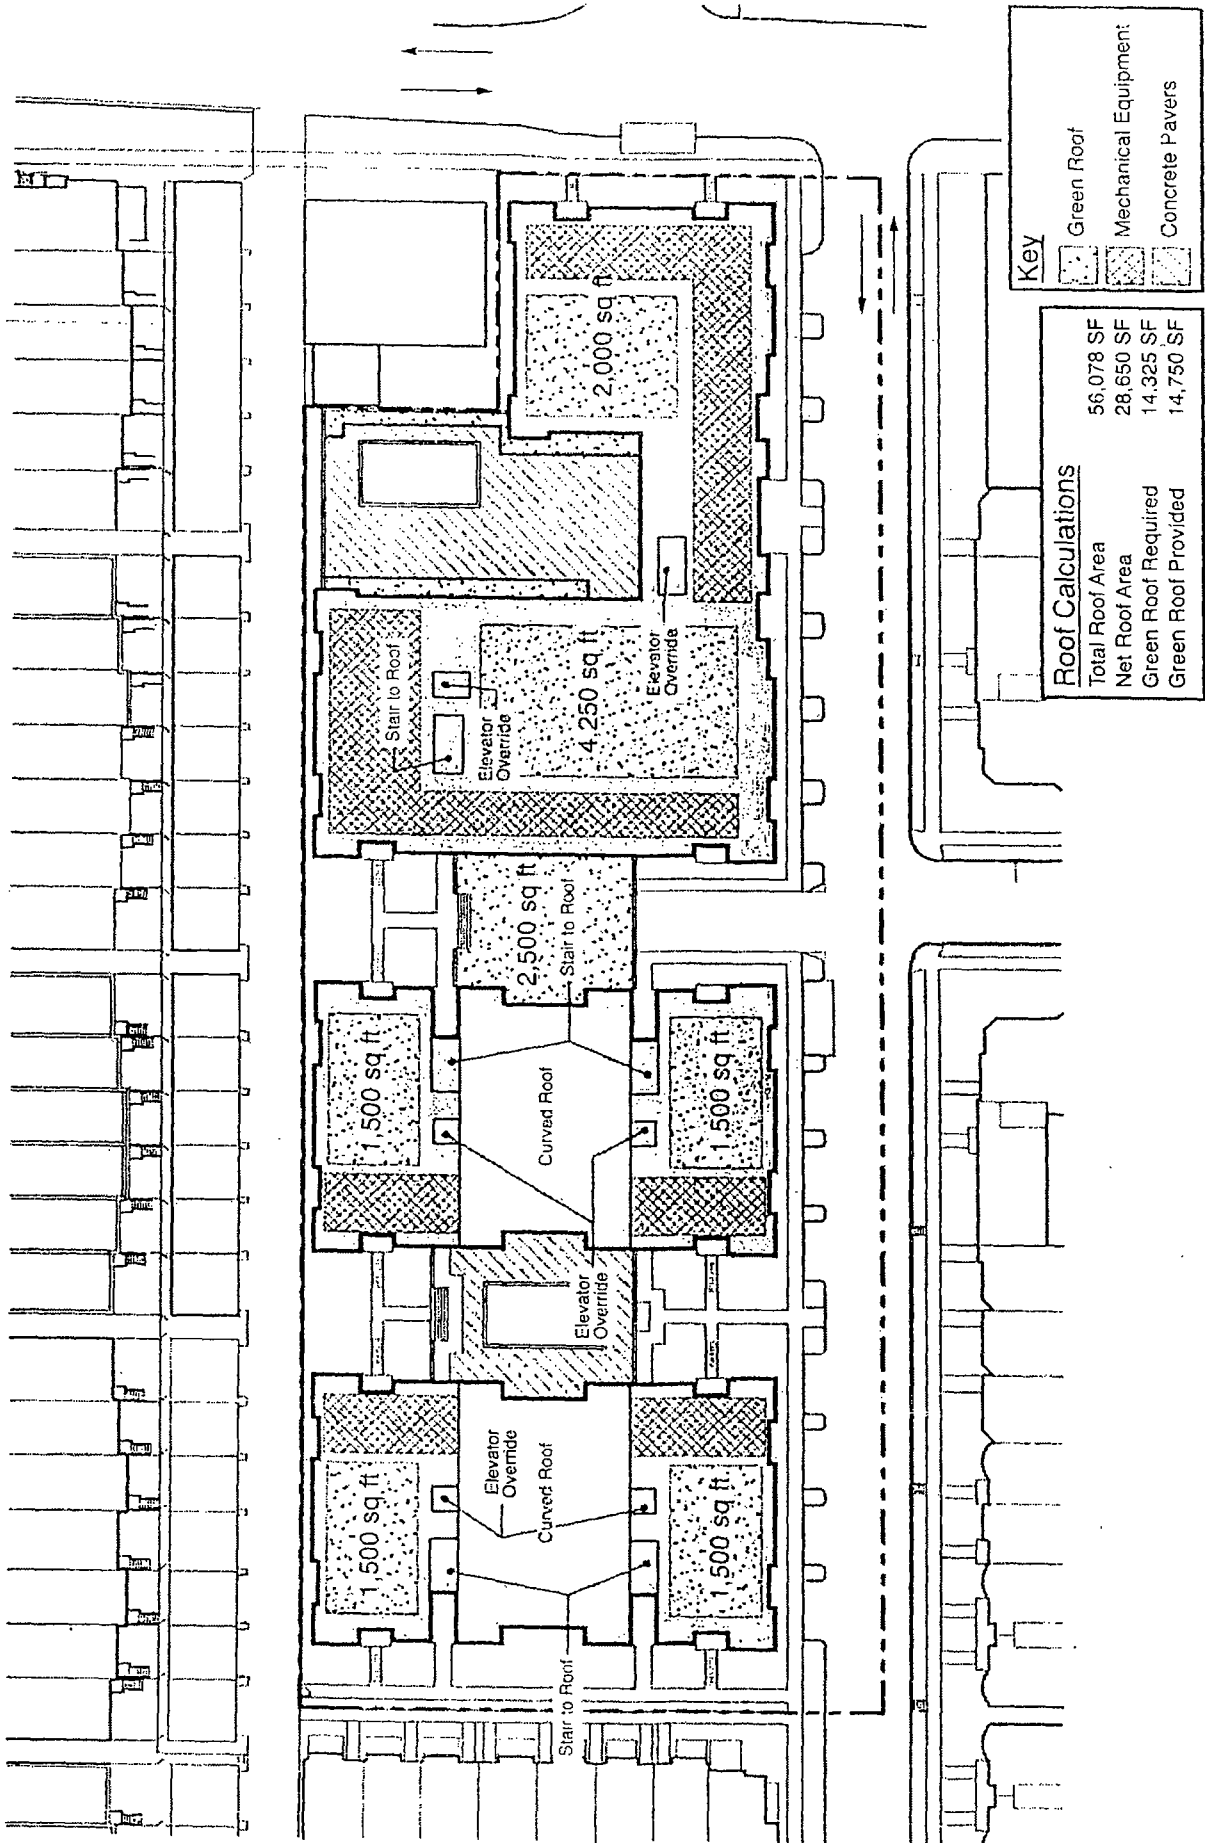 Key
Green Roof
Mechanical Equipment
Concrete Pavers
Roof Calculations
Total Roof Area 56,078 SF
Net Roof Area 28,650 SF
Green Roof Required 14.325 SF
Green Roof Provided 14,750 SF
2,000 sq ft
Elevator
Override
4,250 sq ft
Stair to Roof
Elevator
Override
2,500 sq ft
Stair to Roof
1,500 sq ft
Curved Roof
1,500 sq ft
Elevator
Override
1,500 sq ft
Elevator
Override
Curved Roof
1,500 sq ft
Stair to Roof